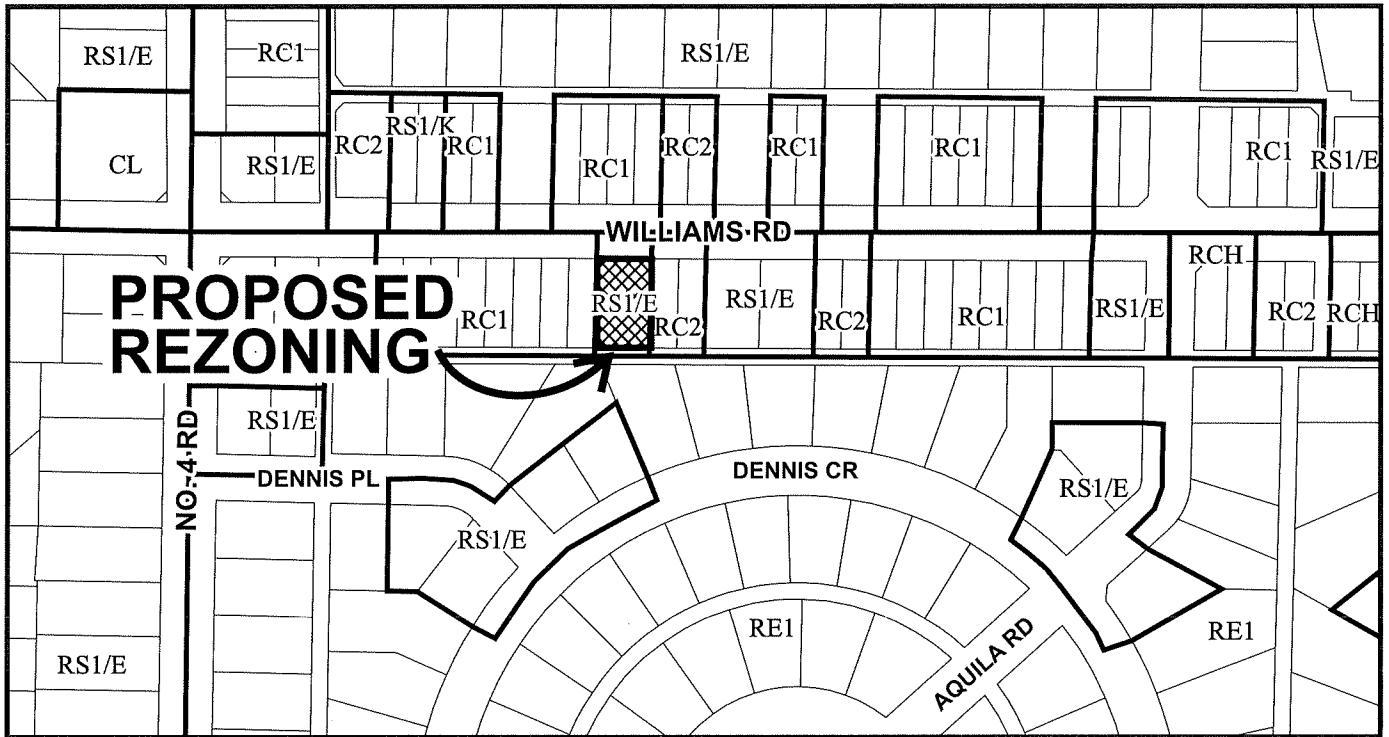 RS1/E
RC1
RS1/E
CL
RS1/E
RC2
RS1/K
RC1
RC1
RC2
RC1
RC1
RC1
RS1/E
WILLIAMS RD
PROPOSED
REZONING
RC1
RS1/E
RC2
RS1/E
RC2
RC1
RS1/E
RCH
RC2
RCH
NO. 4 RD
RS1/E
DENNIS PL
DENNIS CR
RS1/E
RS1/E
RS1/E
RE1
AQUILA RD
RE1